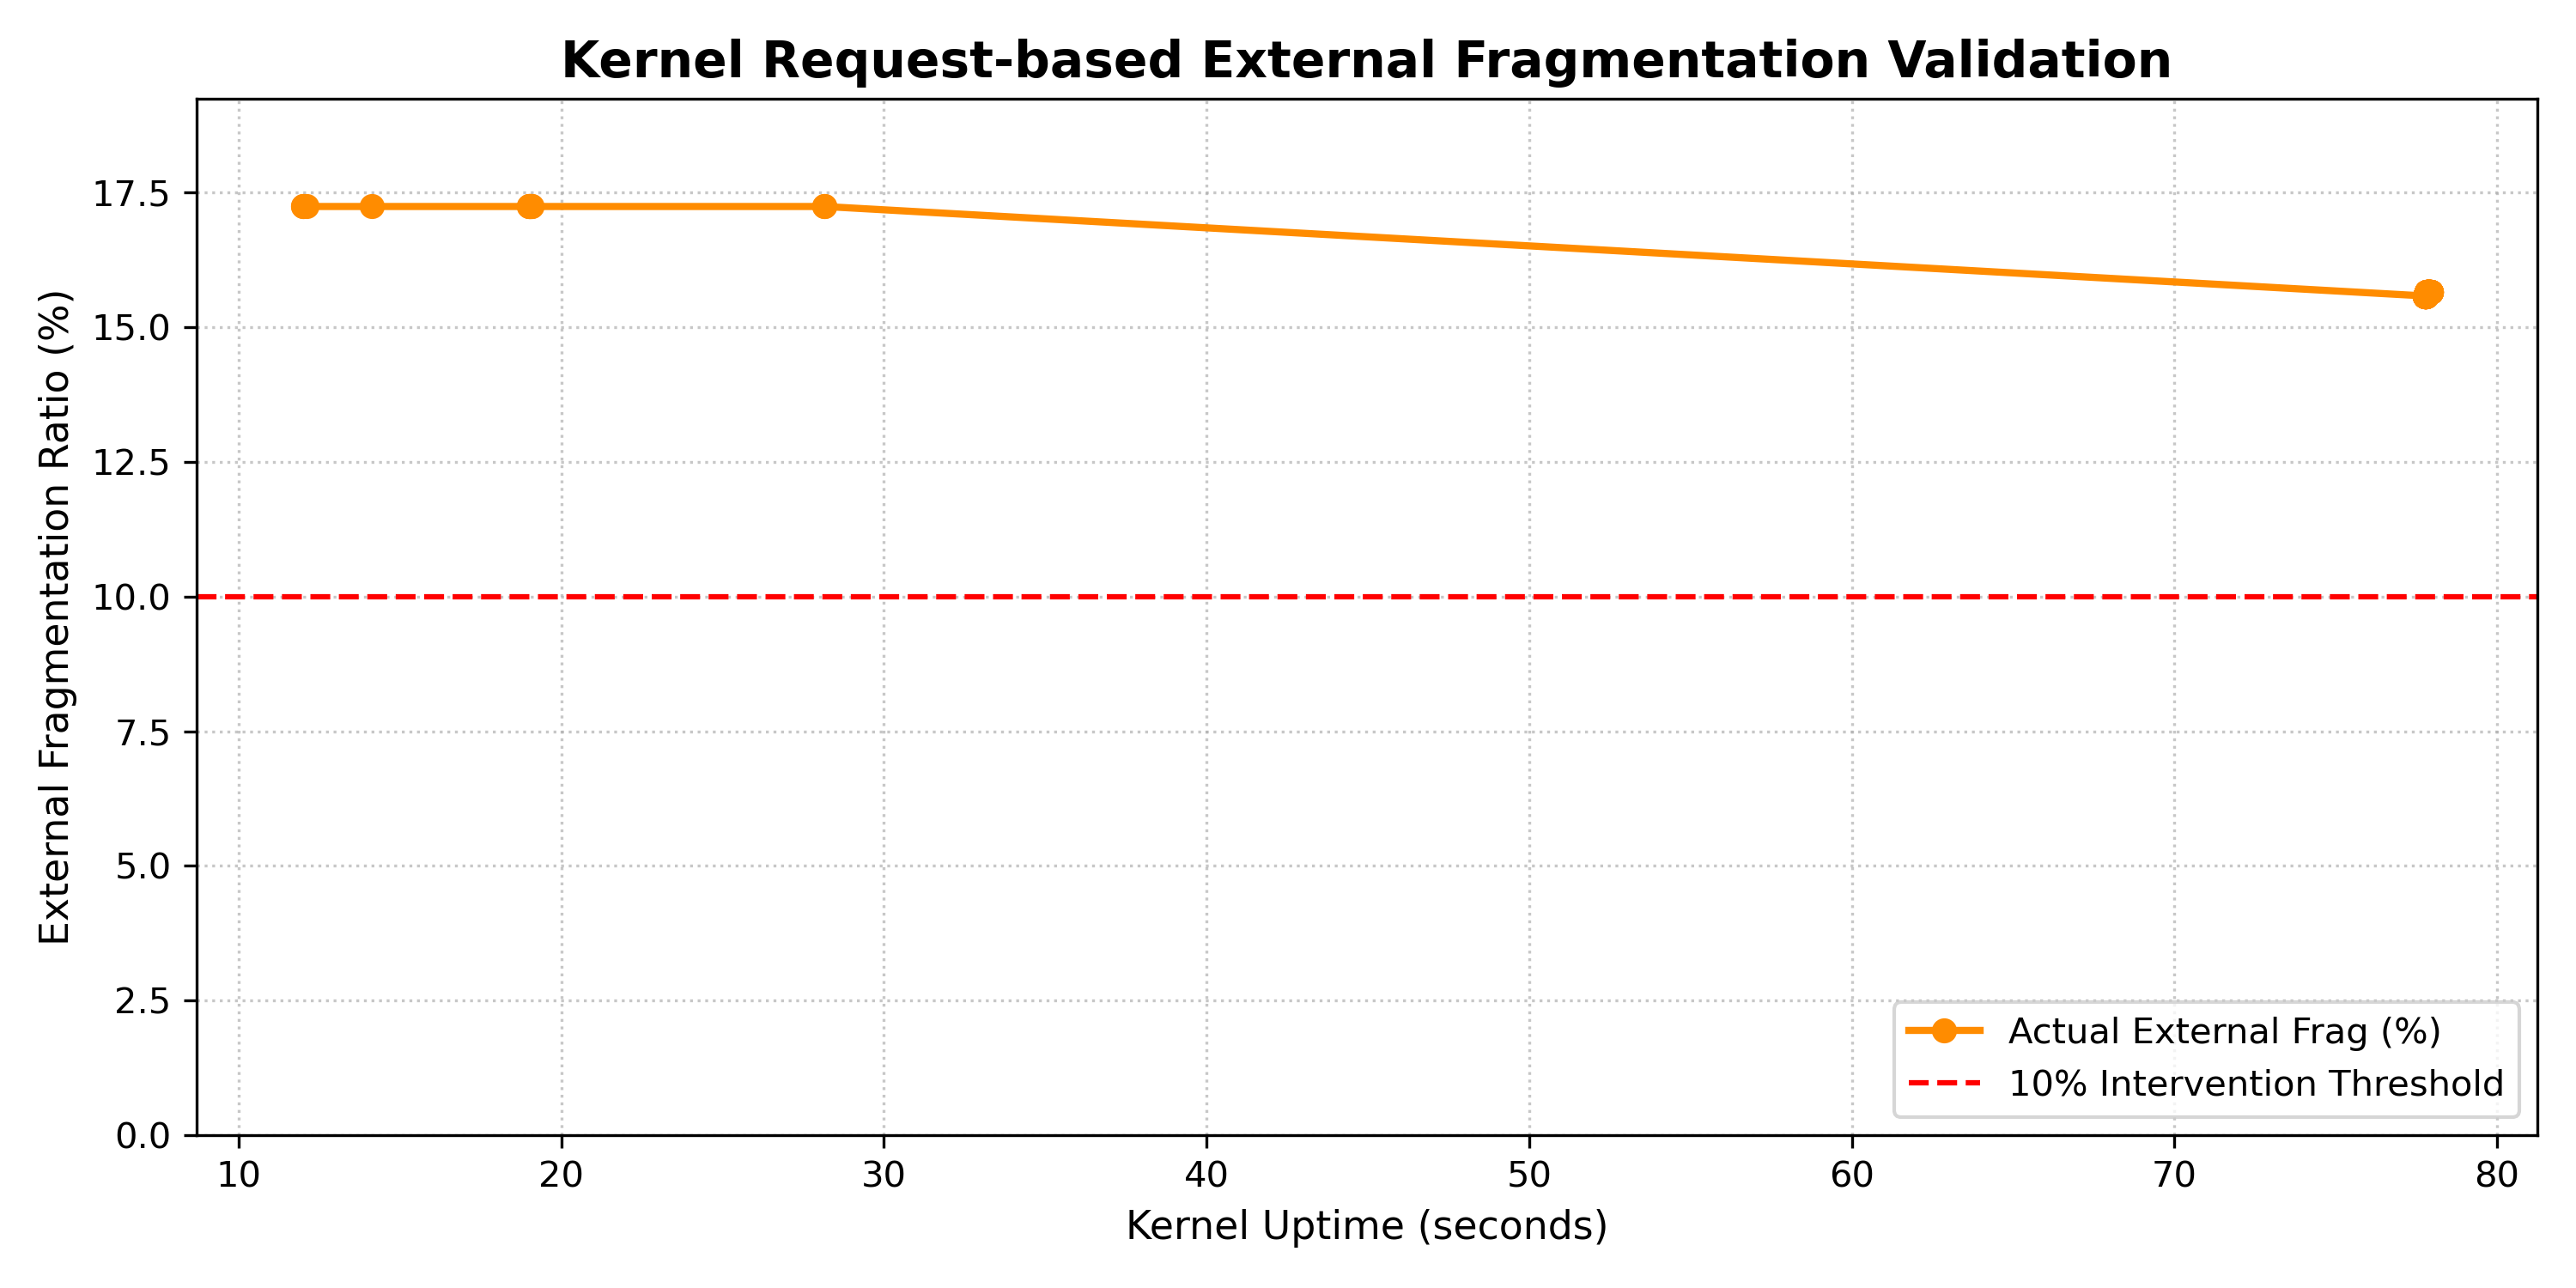 Kernel Request-based External Fragmentation Validation
External Fragmentation Ratio (%)
17.5
15.0
12.5
10.0
7.5
5.0
2.5
0.0
Actual External Frag (%)
10% Intervention Threshold
10 20 30 40 50 60 70 80
Kernel Uptime (seconds)